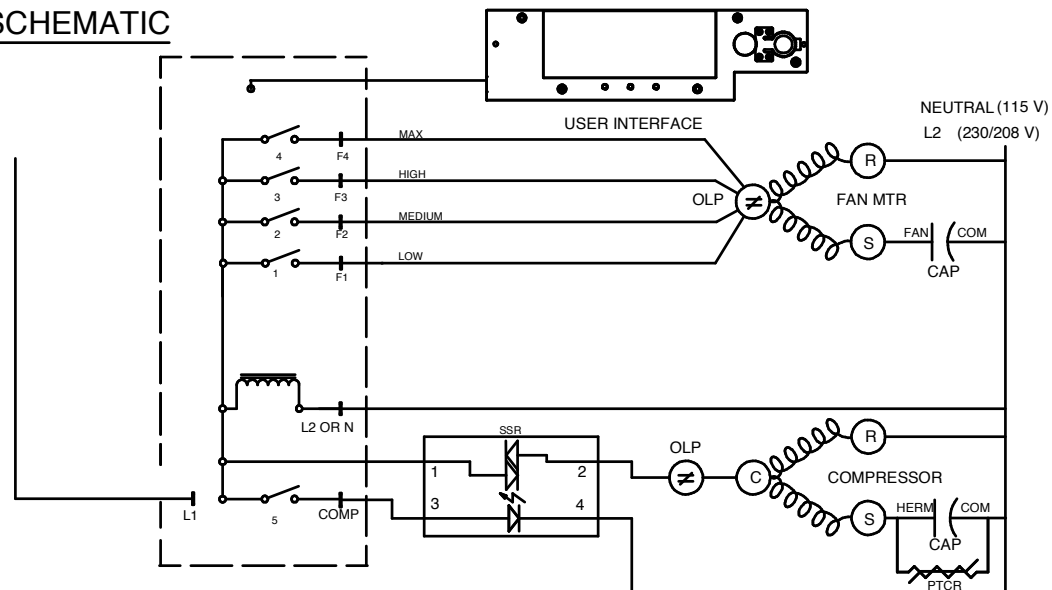 SCHEMATIC
NEUTRAL (115 V)
L2 (230/208 V)
USER INTERFACE
MAX
4
F4
HIGH
3
F3
MEDIUM
2
F2
LOW
1
F1
OLP
≠
R
FAN MTR
S
FAN
COM
CAP
L2 OR N
SSR
1
2
3
4
OLP
≠
C
R
COMPRESSOR
S
HERM
COM
CAP
PTCR
L1
5
COMP